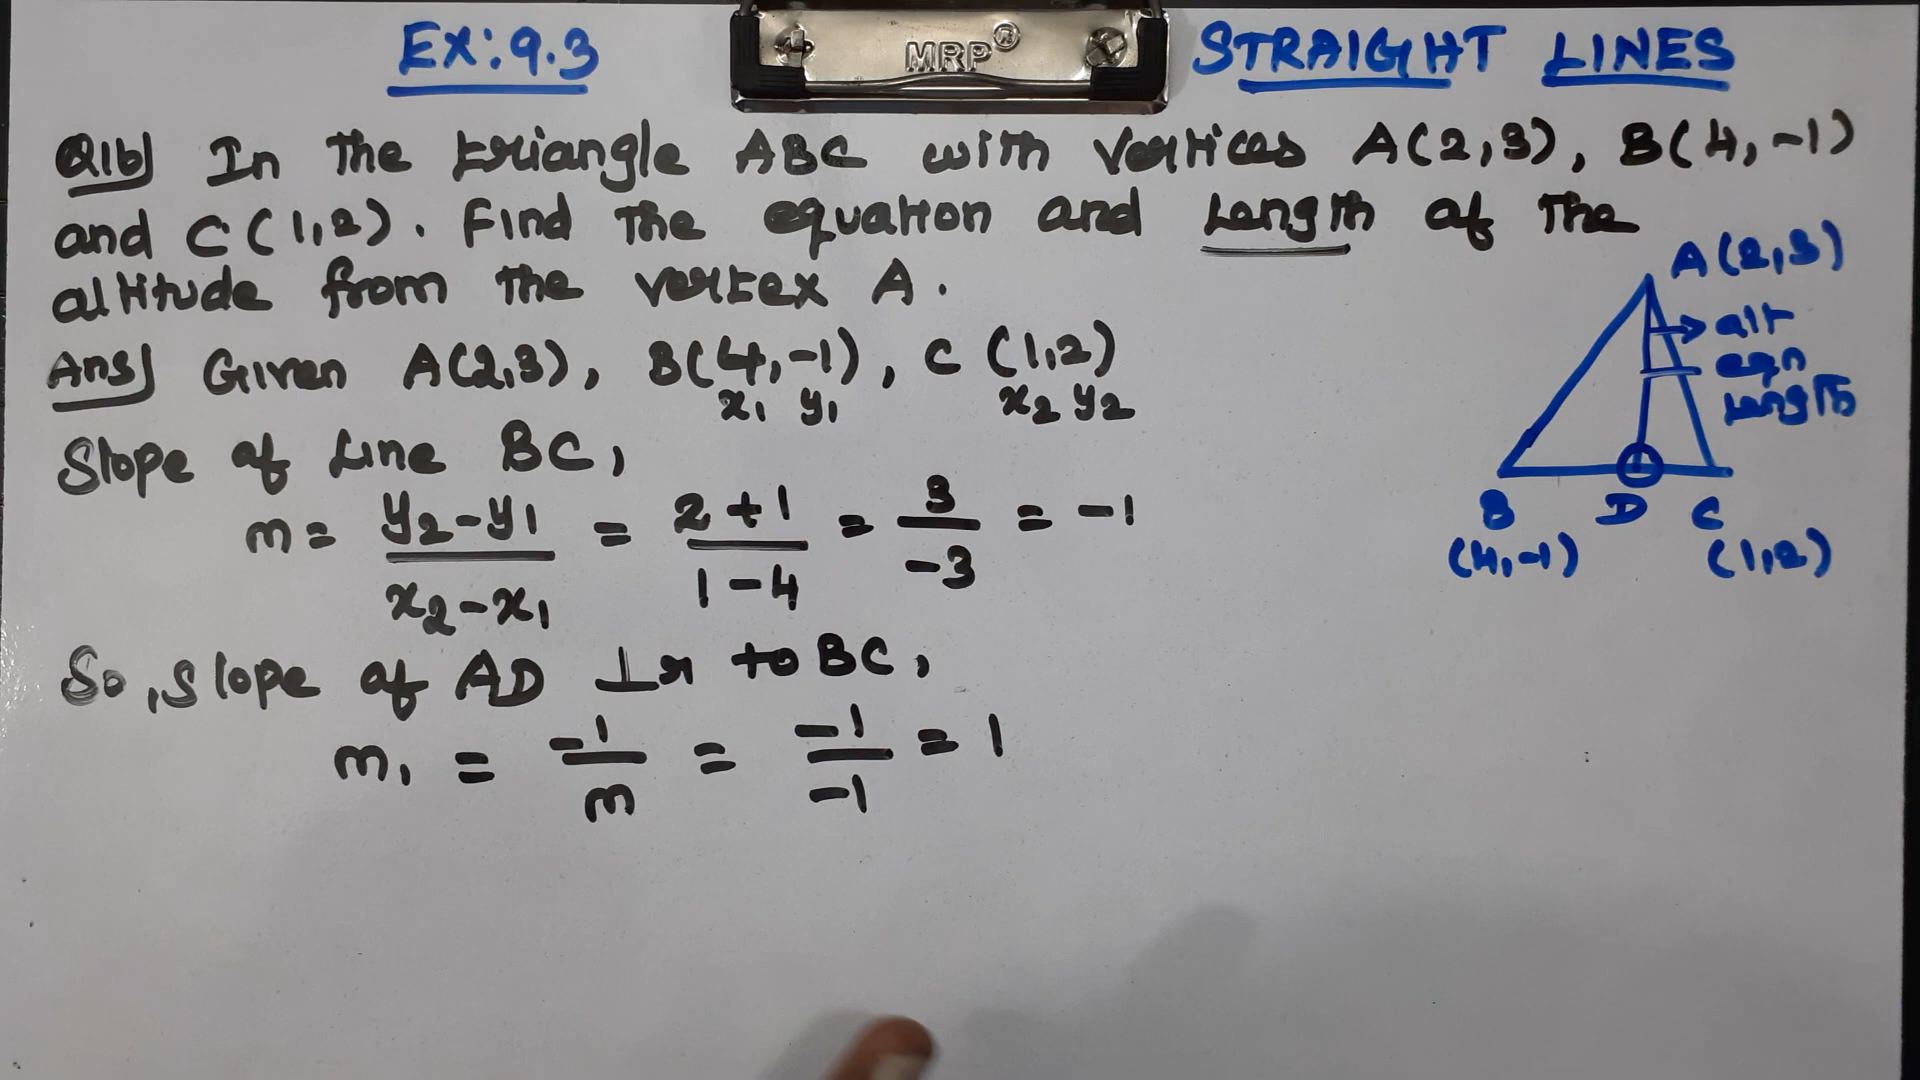 EX: 9.3
MRP®
STRAIGHT LINES
Q16) In the triangle ABC with vertices A(2,3), B(4,-1)
and C(1,2). Find the equation and Length of the
altitude from the vertex A.
Ans) Given A(2,3), B(4,-1), C (1,2)
x₁ y₁ x₂ y₂
Slope of Line BC,
m = y₂-y₁ / x₂-x₁ = 2+1 / 1-4 = 3 / -3 = -1
So, slope of AD ⊥r to BC,
m₁ = -1 / m = -1 / -1 = 1
A(2,3)
alt
eqn
Length
B D C
(4,-1) (1,2)